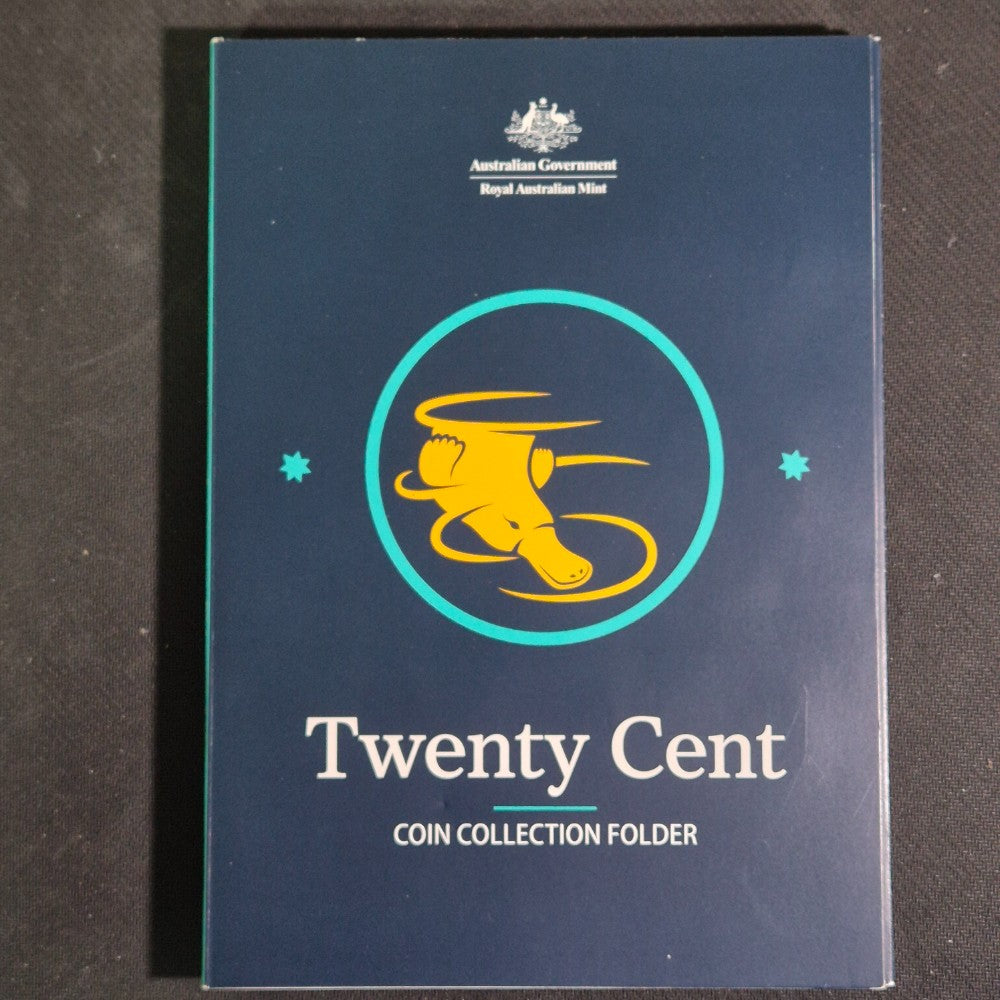 Australian Government
Royal Australian Mint
Twenty Cent
COIN COLLECTION FOLDER